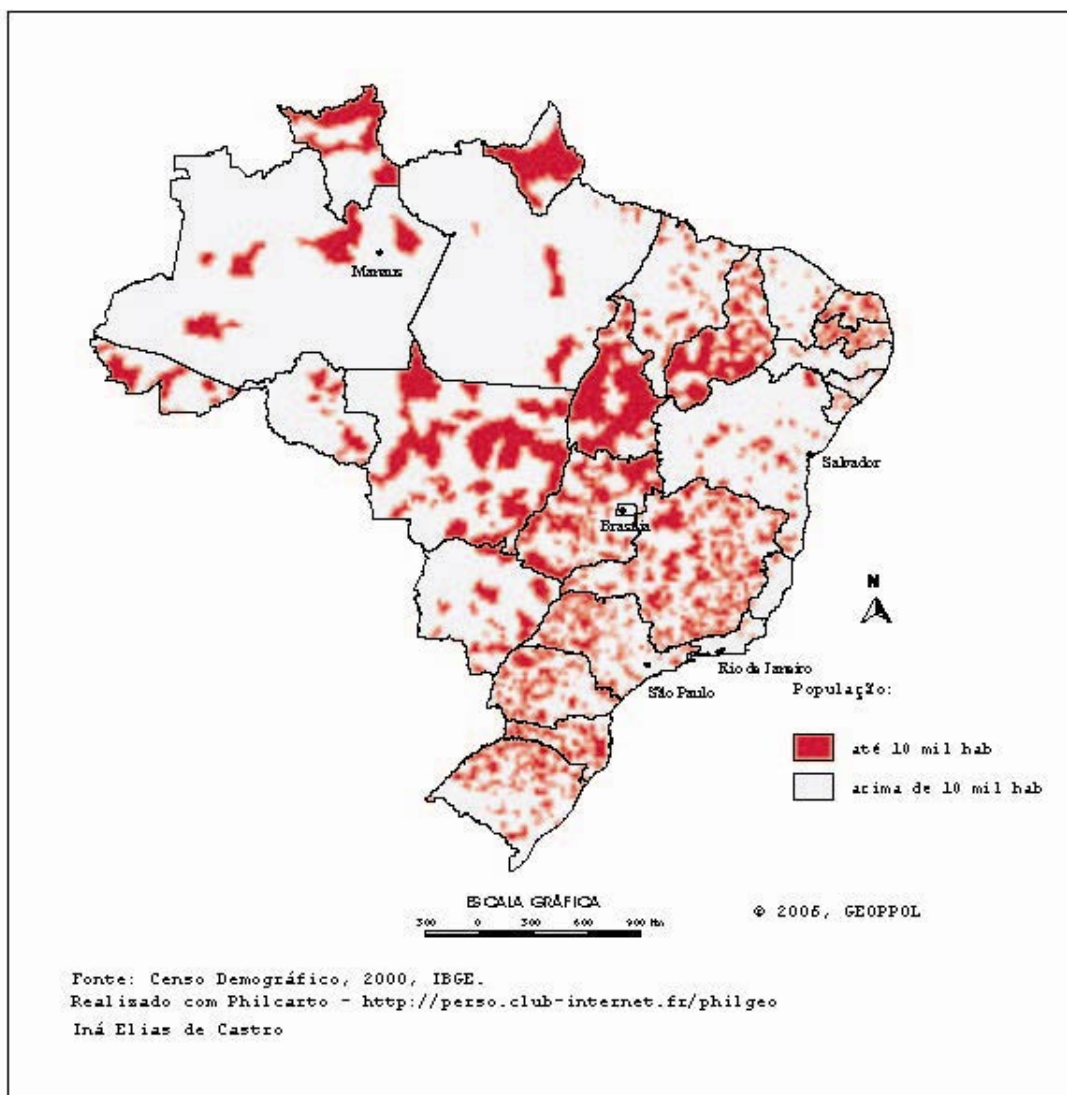 Manaus
Salvador
Brasília
N
Rio de Janeiro
São Paulo
População:
até 10 mil hab
acima de 10 mil hab
ESCALA GRÁFICA
300 0 300 600 900 Km
© 2006, GEOPPOL
Fonte: Censo Demográfico, 2000, IBGE.
Realizado com Philcarto - http://perso.club-internet.fr/philgeo
Iná Elias de Castro